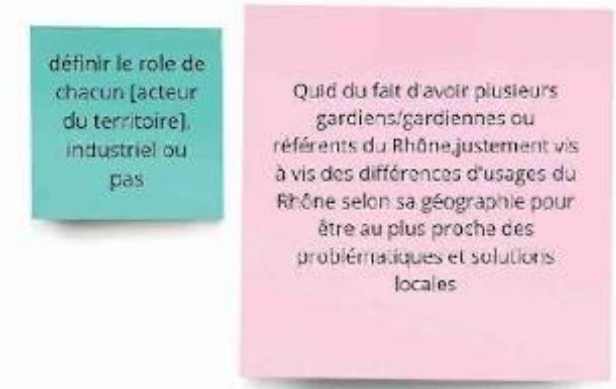 définir le role de
chacun [acteur
du territoire],
industriel ou
pas
Quid du fait d'avoir plusieurs
gardiens/gardiennes ou
référents du Rhône,justement vis
à vis des différences d'usages du
Rhône selon sa géographie pour
être au plus proche des
problématiques et solutions
locales